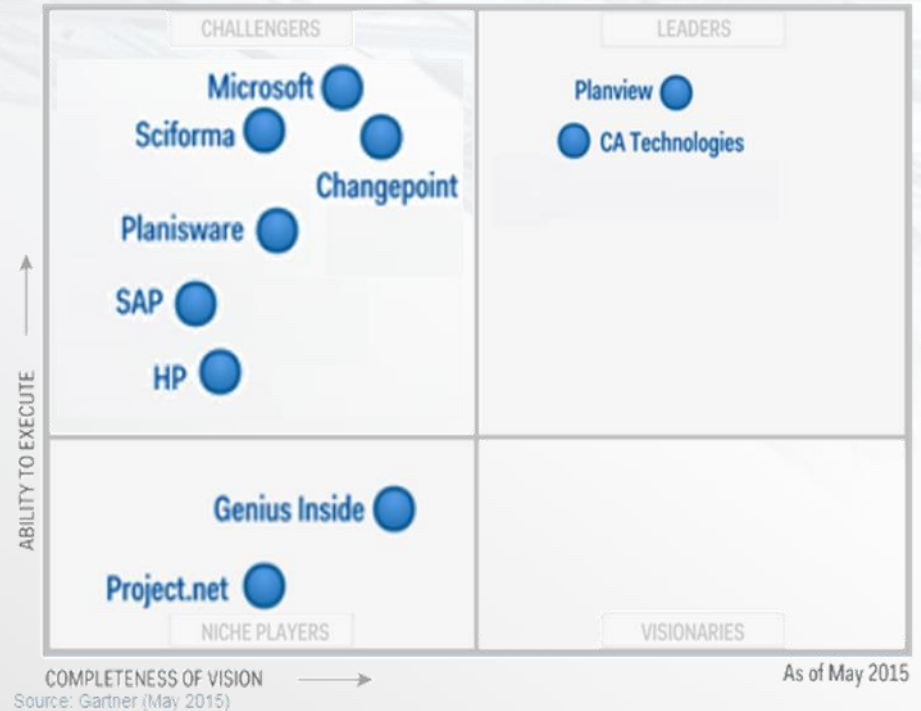 CHALLENGERS
LEADERS
Microsoft
Planview
Sciforma
CA Technologies
Changepoint
Planisware
SAP
HP
ABILITY TO EXECUTE
Genius Inside
Project.net
NICHE PLAYERS
VISIONARIES
COMPLETENESS OF VISION
As of May 2015
Source: Gartner (May 2015)